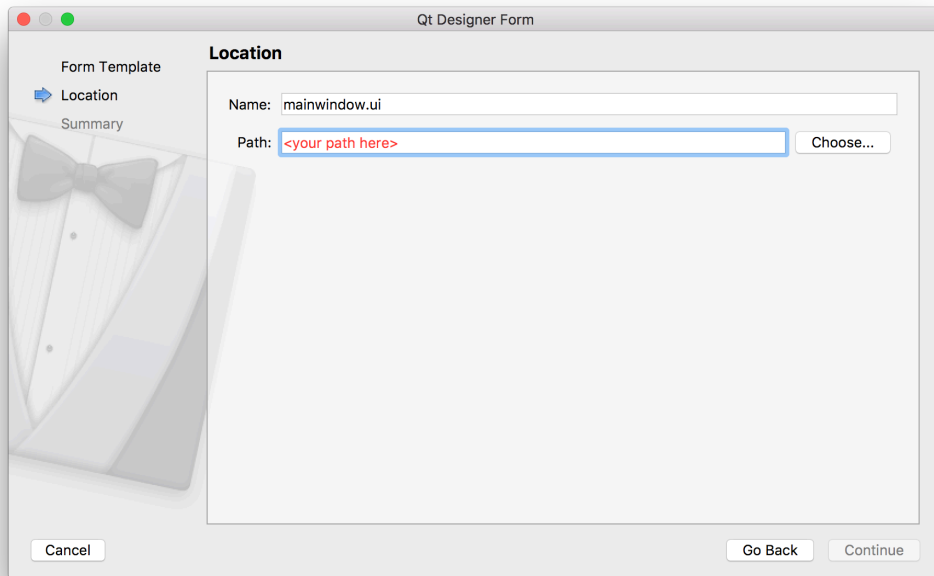 Qt Designer Form
Form Template
Location
Summary
Location
Name: mainwindow.ui
Path: <your path here> Choose...
Cancel Go Back Continue